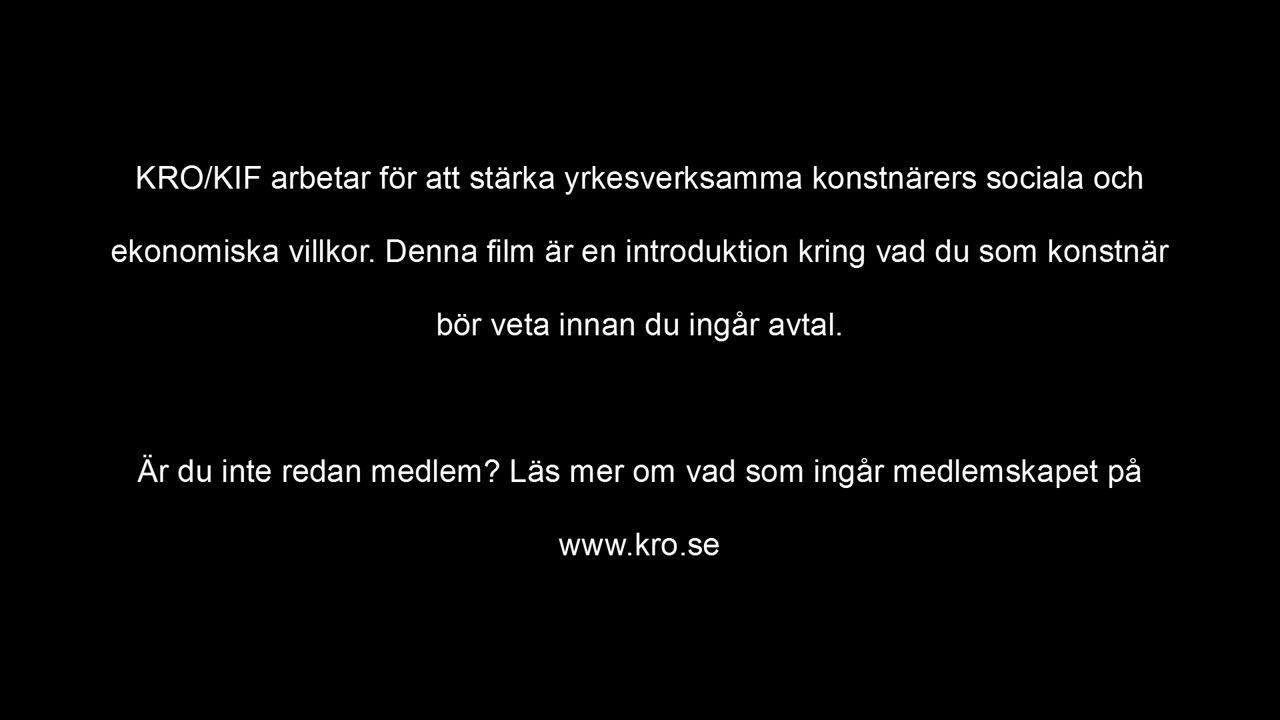 KRO/KIF arbetar för att stärka yrkesverksamma konstnärers sociala och
ekonomiska villkor. Denna film är en introduktion kring vad du som konstnär
bör veta innan du ingår avtal.
Är du inte redan medlem? Läs mer om vad som ingår medlemskapet på
www.kro.se